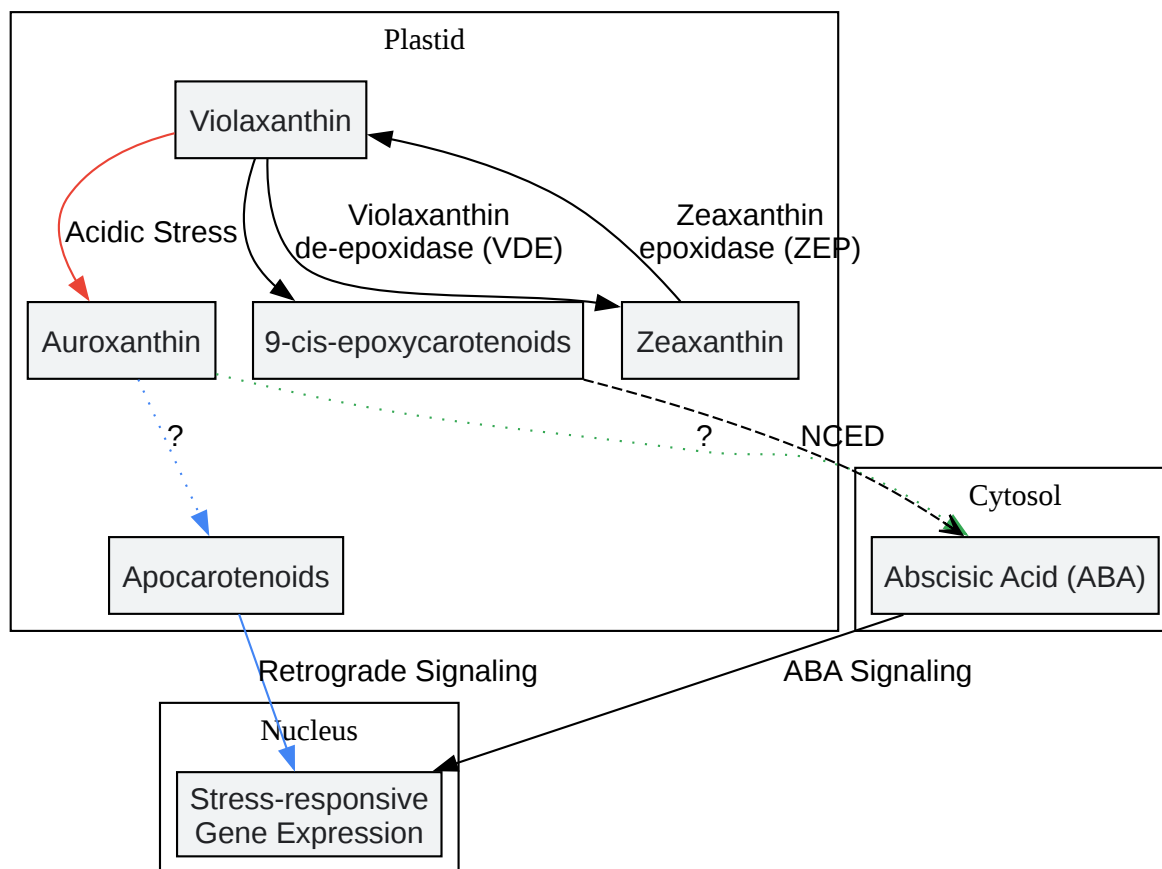 Plastid
Violaxanthin
Acidic Stress
Violaxanthin
de-epoxidase (VDE)
Zeaxanthin
epoxidase (ZEP)
Auroxanthin
9-cis-epoxycarotenoids
Zeaxanthin
?
?
NCED
Cytosol
Apocarotenoids
Abscisic Acid (ABA)
Retrograde Signaling
ABA Signaling
Nucleus
Stress-responsive
Gene Expression